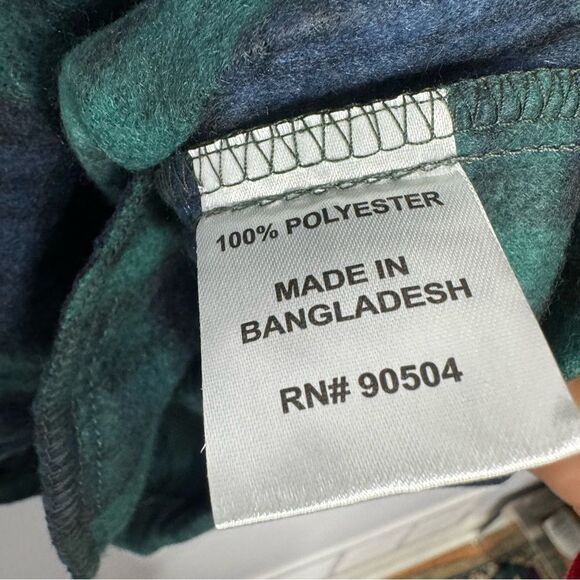 100% POLYESTER
MADE IN
BANGLADESH
RN# 90504